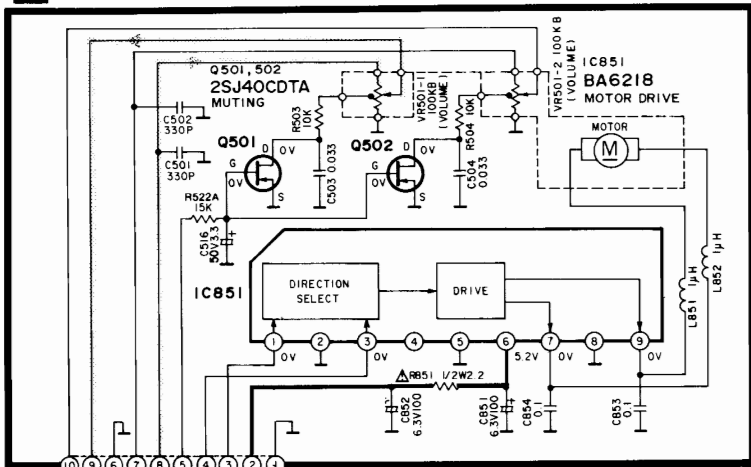 Q501,502
2SJ40CDTA
MUTING
C502
330P
C501
330P
Q501
G
0V
D
0V
S
R503
10K
C503 0.033
VR501-1
100KB
(VOLUME)
Q502
G
0V
D
0V
S
R504 10K
C504
0.033
VR501-2, 100KB
(VOLUME)
IC851
BA6218
MOTOR DRIVE
MOTOR
M
R522A
15K
C516
50V3.3
+
IC851
DIRECTION
SELECT
DRIVE
L851 1μH
L852 1μH
1 2 3 4 5 6 7 8 9
0V
0V
5.2V
0V
0V
⚠R851 1/2W2.2
C852
6.3V100
+
C851
6.3V100
+
C854
0.1
C853
0.1
10 9 6 7 8 5 4 3 2 1